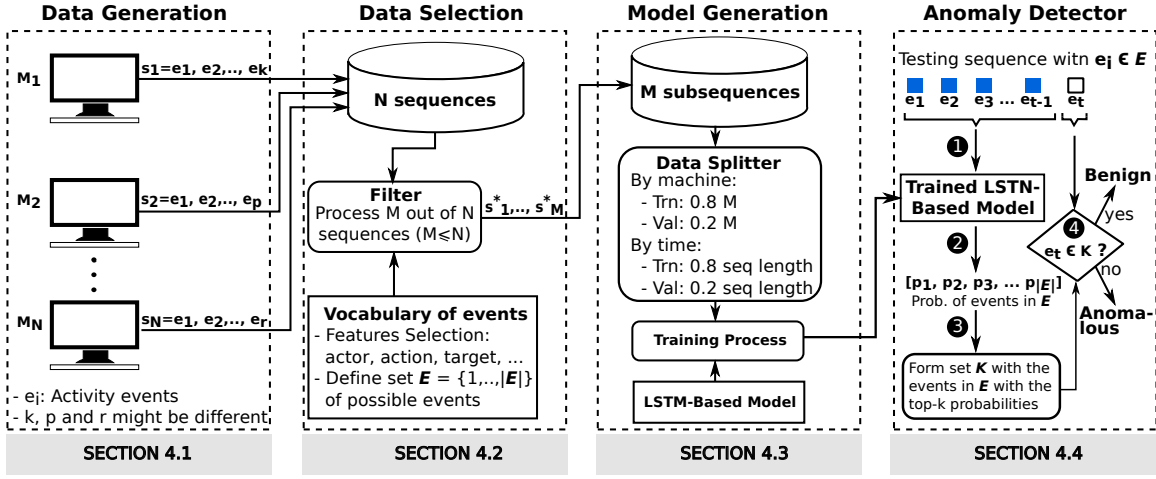 Data Generation
M1
s1=e1, e2,.., ek
M2
s2=e1, e2,.., ep
MN
sN=e1, e2,.., er
- ei: Activity events
- k, p and r might be different
SECTION 4.1
Data Selection
N sequences
Filter
Process M out of N
sequences (M⩽N)
s*1,.., s*M
Vocabulary of events
- Features Selection:
actor, action, target, ...
- Define set E = {1,..,|E|}
of possible events
SECTION 4.2
Model Generation
M subsequences
Data Splitter
By machine:
- Trn: 0.8 M
- Val: 0.2 M
By time:
- Trn: 0.8 seq length
- Val: 0.2 seq length
Training Process
LSTM-Based Model
SECTION 4.3
Anomaly Detector
Testing sequence witn ei ϵ E
e1 e2 e3 ... et-1 et
1
Trained LSTN-
Based Model
2
[p1, p2, p3, ... p|E|]
Prob. of events in E
3
Form set K with the
events in E with the
top-k probabilities
4
et ϵ K ?
yes
Benign
no
Anoma-
lous
SECTION 4.4